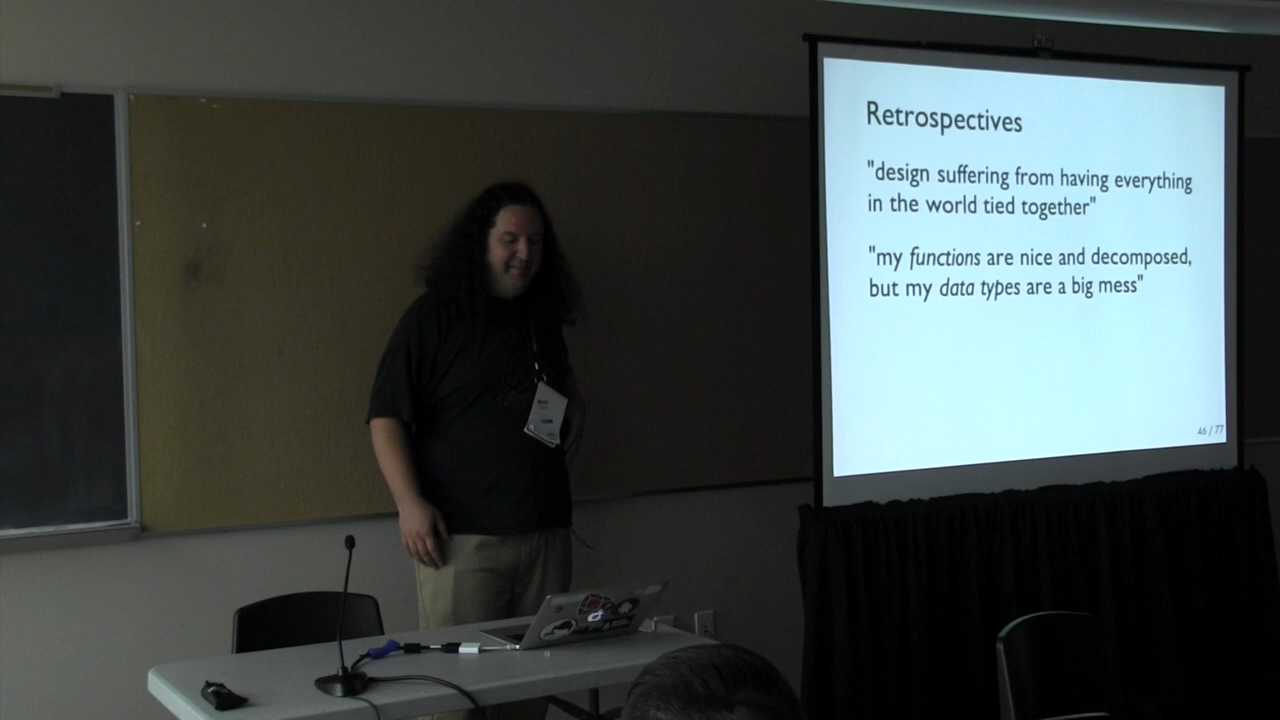 Retrospectives
"design suffering from having everything
in the world tied together"
"my functions are nice and decomposed,
but my data types are a big mess"
46 / 77